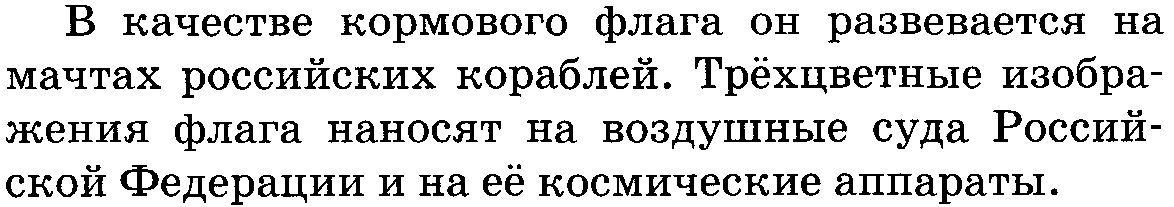 В качестве кормового флага он развевается на
мачтах российских кораблей. Трёхцветные изобра-
жения флага наносят на воздушные суда Россий-
ской Федерации и на её космические аппараты.